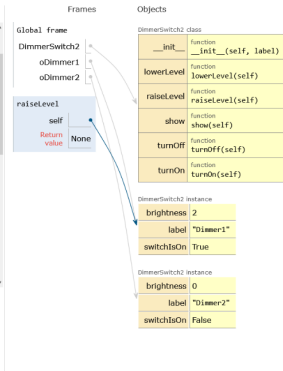 Frames Objects
Global frame
DimmerSwitch2
oDimmer1
oDimmer2
raiseLevel
self
Return value None
DimmerSwitch2 class
__init__ function __init__(self, label)
lowerLevel function lowerLevel(self)
raiseLevel function raiseLevel(self)
show function show(self)
turnOff function turnOff(self)
turnOn function turnOn(self)
DimmerSwitch2 instance
brightness 2
label "Dimmer1"
switchIsOn True
DimmerSwitch2 instance
brightness 0
label "Dimmer2"
switchIsOn False